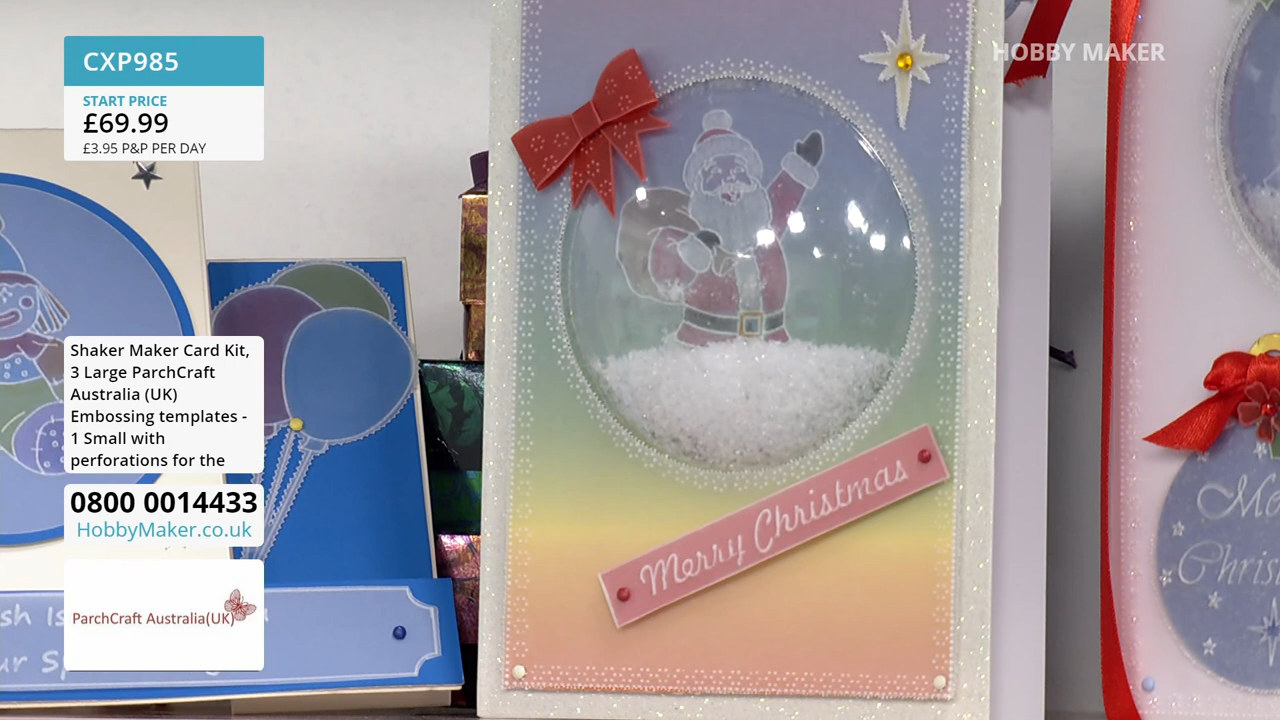 CXP985
START PRICE
£69.99
£3.95 P&P PER DAY
HOBBY MAKER
Shaker Maker Card Kit,
3 Large ParchCraft
Australia (UK)
Embossing templates -
1 Small with
perforations for the
0800 0014433
HobbyMaker.co.uk
ParchCraft Australia(UK)
Merry Christmas